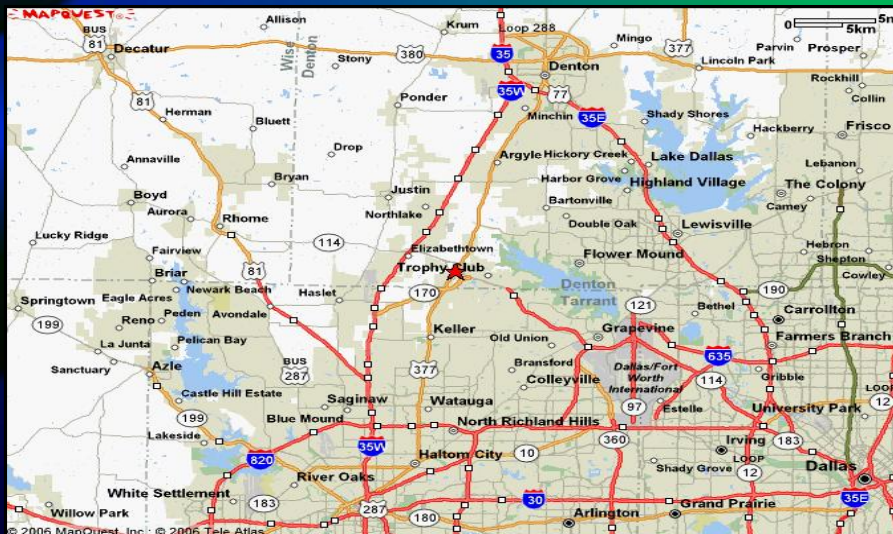 MAPQUEST
0 5m
5km
Allison
Krum
Loop 288
Mingo
377
Parvin
Prosper
BUS
81
Decatur
Wise
Denton
Stony
380
35
Denton
Lincoln Park
Rockhill
Collin
81
Herman
Bluett
Ponder
35W
77
Minchin
35E
Shady Shores
Hackberry
Frisco
Drop
Annaville
Bryan
Argyle
Hickory Creek
Lake Dallas
Lebanon
Harbor Grove
Highland Village
The Colony
Boyd
Aurora
Rhome
Justin
Northlake
Bartonville
Camey
Double Oak
Lewisville
Lucky Ridge
114
Elizabethtown
Flower Mound
Hebron
Shepton
Fairview
81
Trophy Club
Cowley
Briar
Newark Beach
Denton
Tarrant
190
Springtown
Eagle Acres
Haslet
170
121
Bethel
Carrollton
199
Reno
Peden
Avondale
Keller
Grapevine
Farmers Branch
La Junta
Pelican Bay
Old Union
635
Sanctuary
Azle
BUS
287
377
Bransford
Colleyville
Dallas/Fort
Worth
International
114
Gribble
LOOP
12
Castle Hill Estate
Saginaw
Watauga
97
Estelle
University Park
199
Blue Mound
North Richland Hills
Lakeside
35W
360
183
820
Haltom City
10
Irving
LOOP
12
River Oaks
Shady Grove
Dallas
White Settlement
183
287
30
35E
Willow Park
180
Arlington
Grand Prairie
© 2006 MapQuest, Inc.; © 2006 Tele Atlas